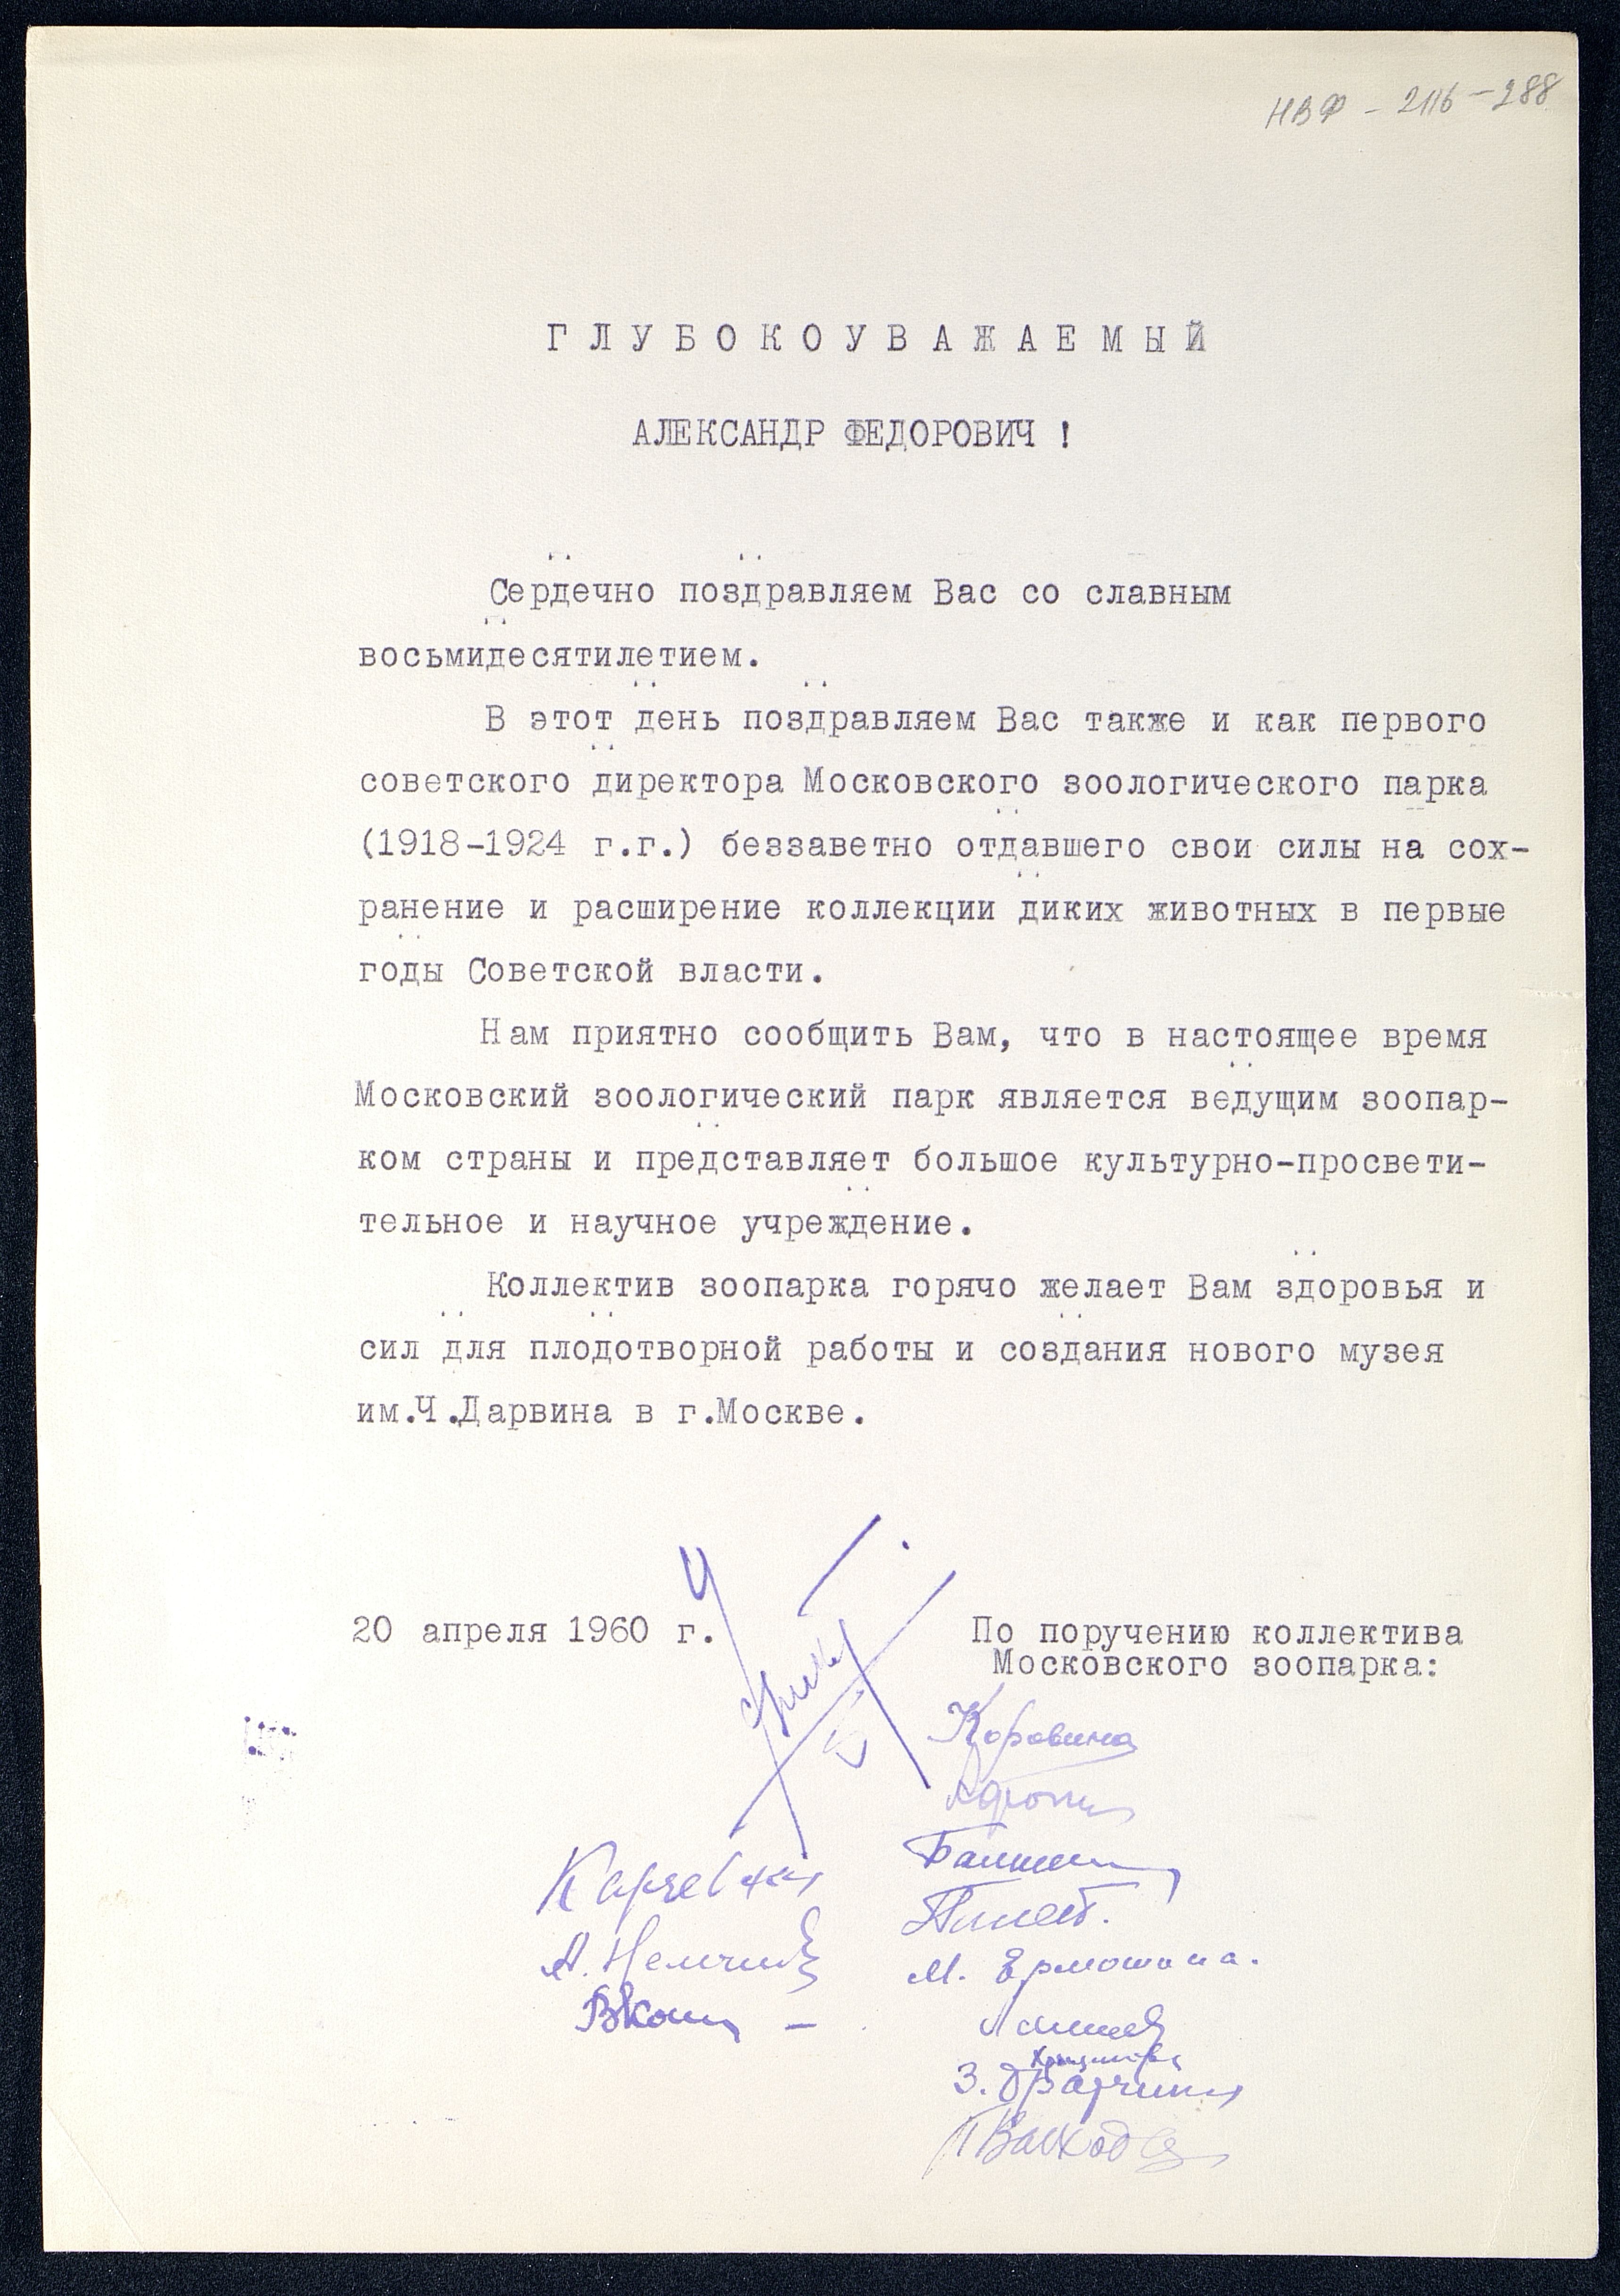 НВФ - 2116 - 288
ГЛУБОКОУВАЖАЕМЫЙ
АЛЕКСАНДР ФЕДОРОВИЧ !
Сердечно поздравляем Вас со славным
восьмидесятилетием.
В этот день поздравляем Вас также и как первого
советского директора Московского зоологического парка
(1918-1924 г.г.) беззаветно отдавшего свои силы на сох-
ранение и расширение коллекции диких животных в первые
годы Советской власти.
Нам приятно сообщить Вам, что в настоящее время
Московский зоологический парк является ведущим зоопар-
ком страны и представляет большое культурно-просвети-
тельное и научное учреждение.
Коллектив зоопарка горячо желает Вам здоровья и
сил для плодотворной работы и создания нового музея
им.Ч.Дарвина в г.Москве.
20 апреля 1960 г.
По поручению коллектива
Московского зоопарка:
Коровина
М. Ермошина.